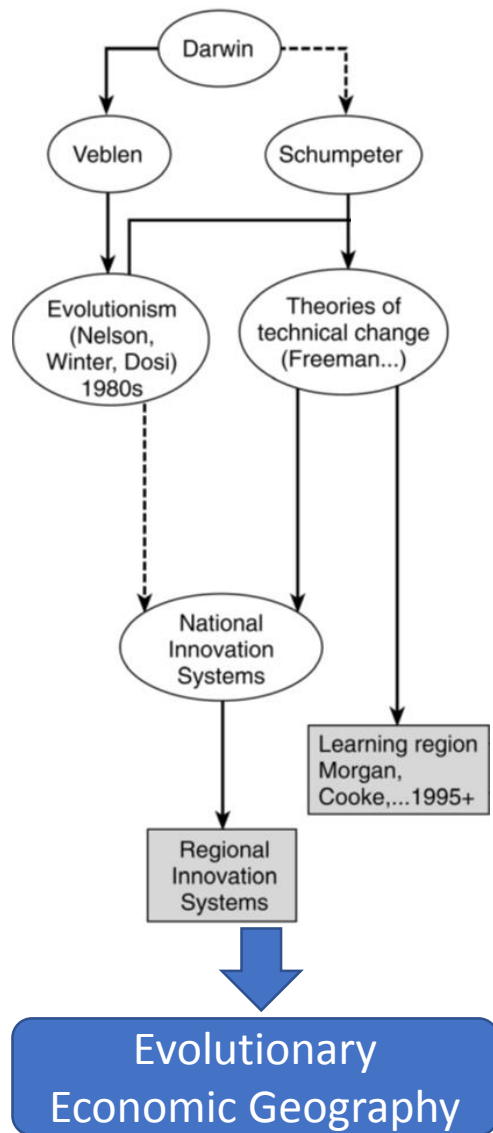 Darwin
Veblen
Schumpeter
Evolutionism
(Nelson,
Winter, Dosi)
1980s
Theories of
technical change
(Freeman...)
National
Innovation
Systems
Learning region
Morgan,
Cooke,...1995+
Regional
Innovation
Systems
Evolutionary
Economic Geography